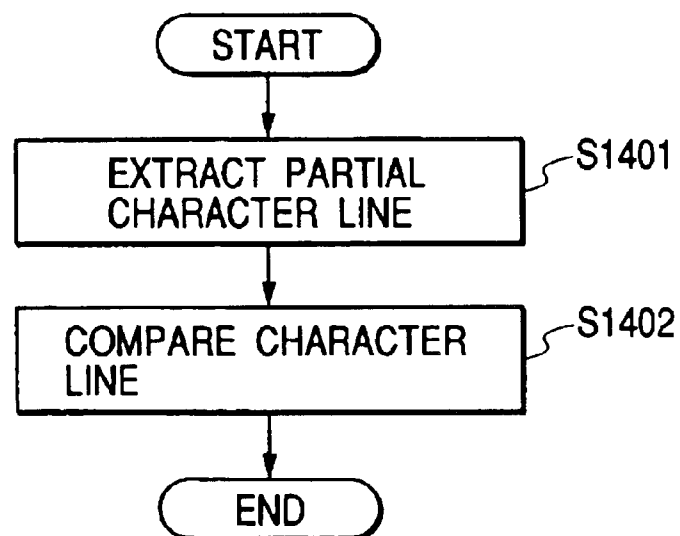 START
EXTRACT PARTIAL
CHARACTER LINE
S1401
COMPARE CHARACTER
LINE
S1402
END